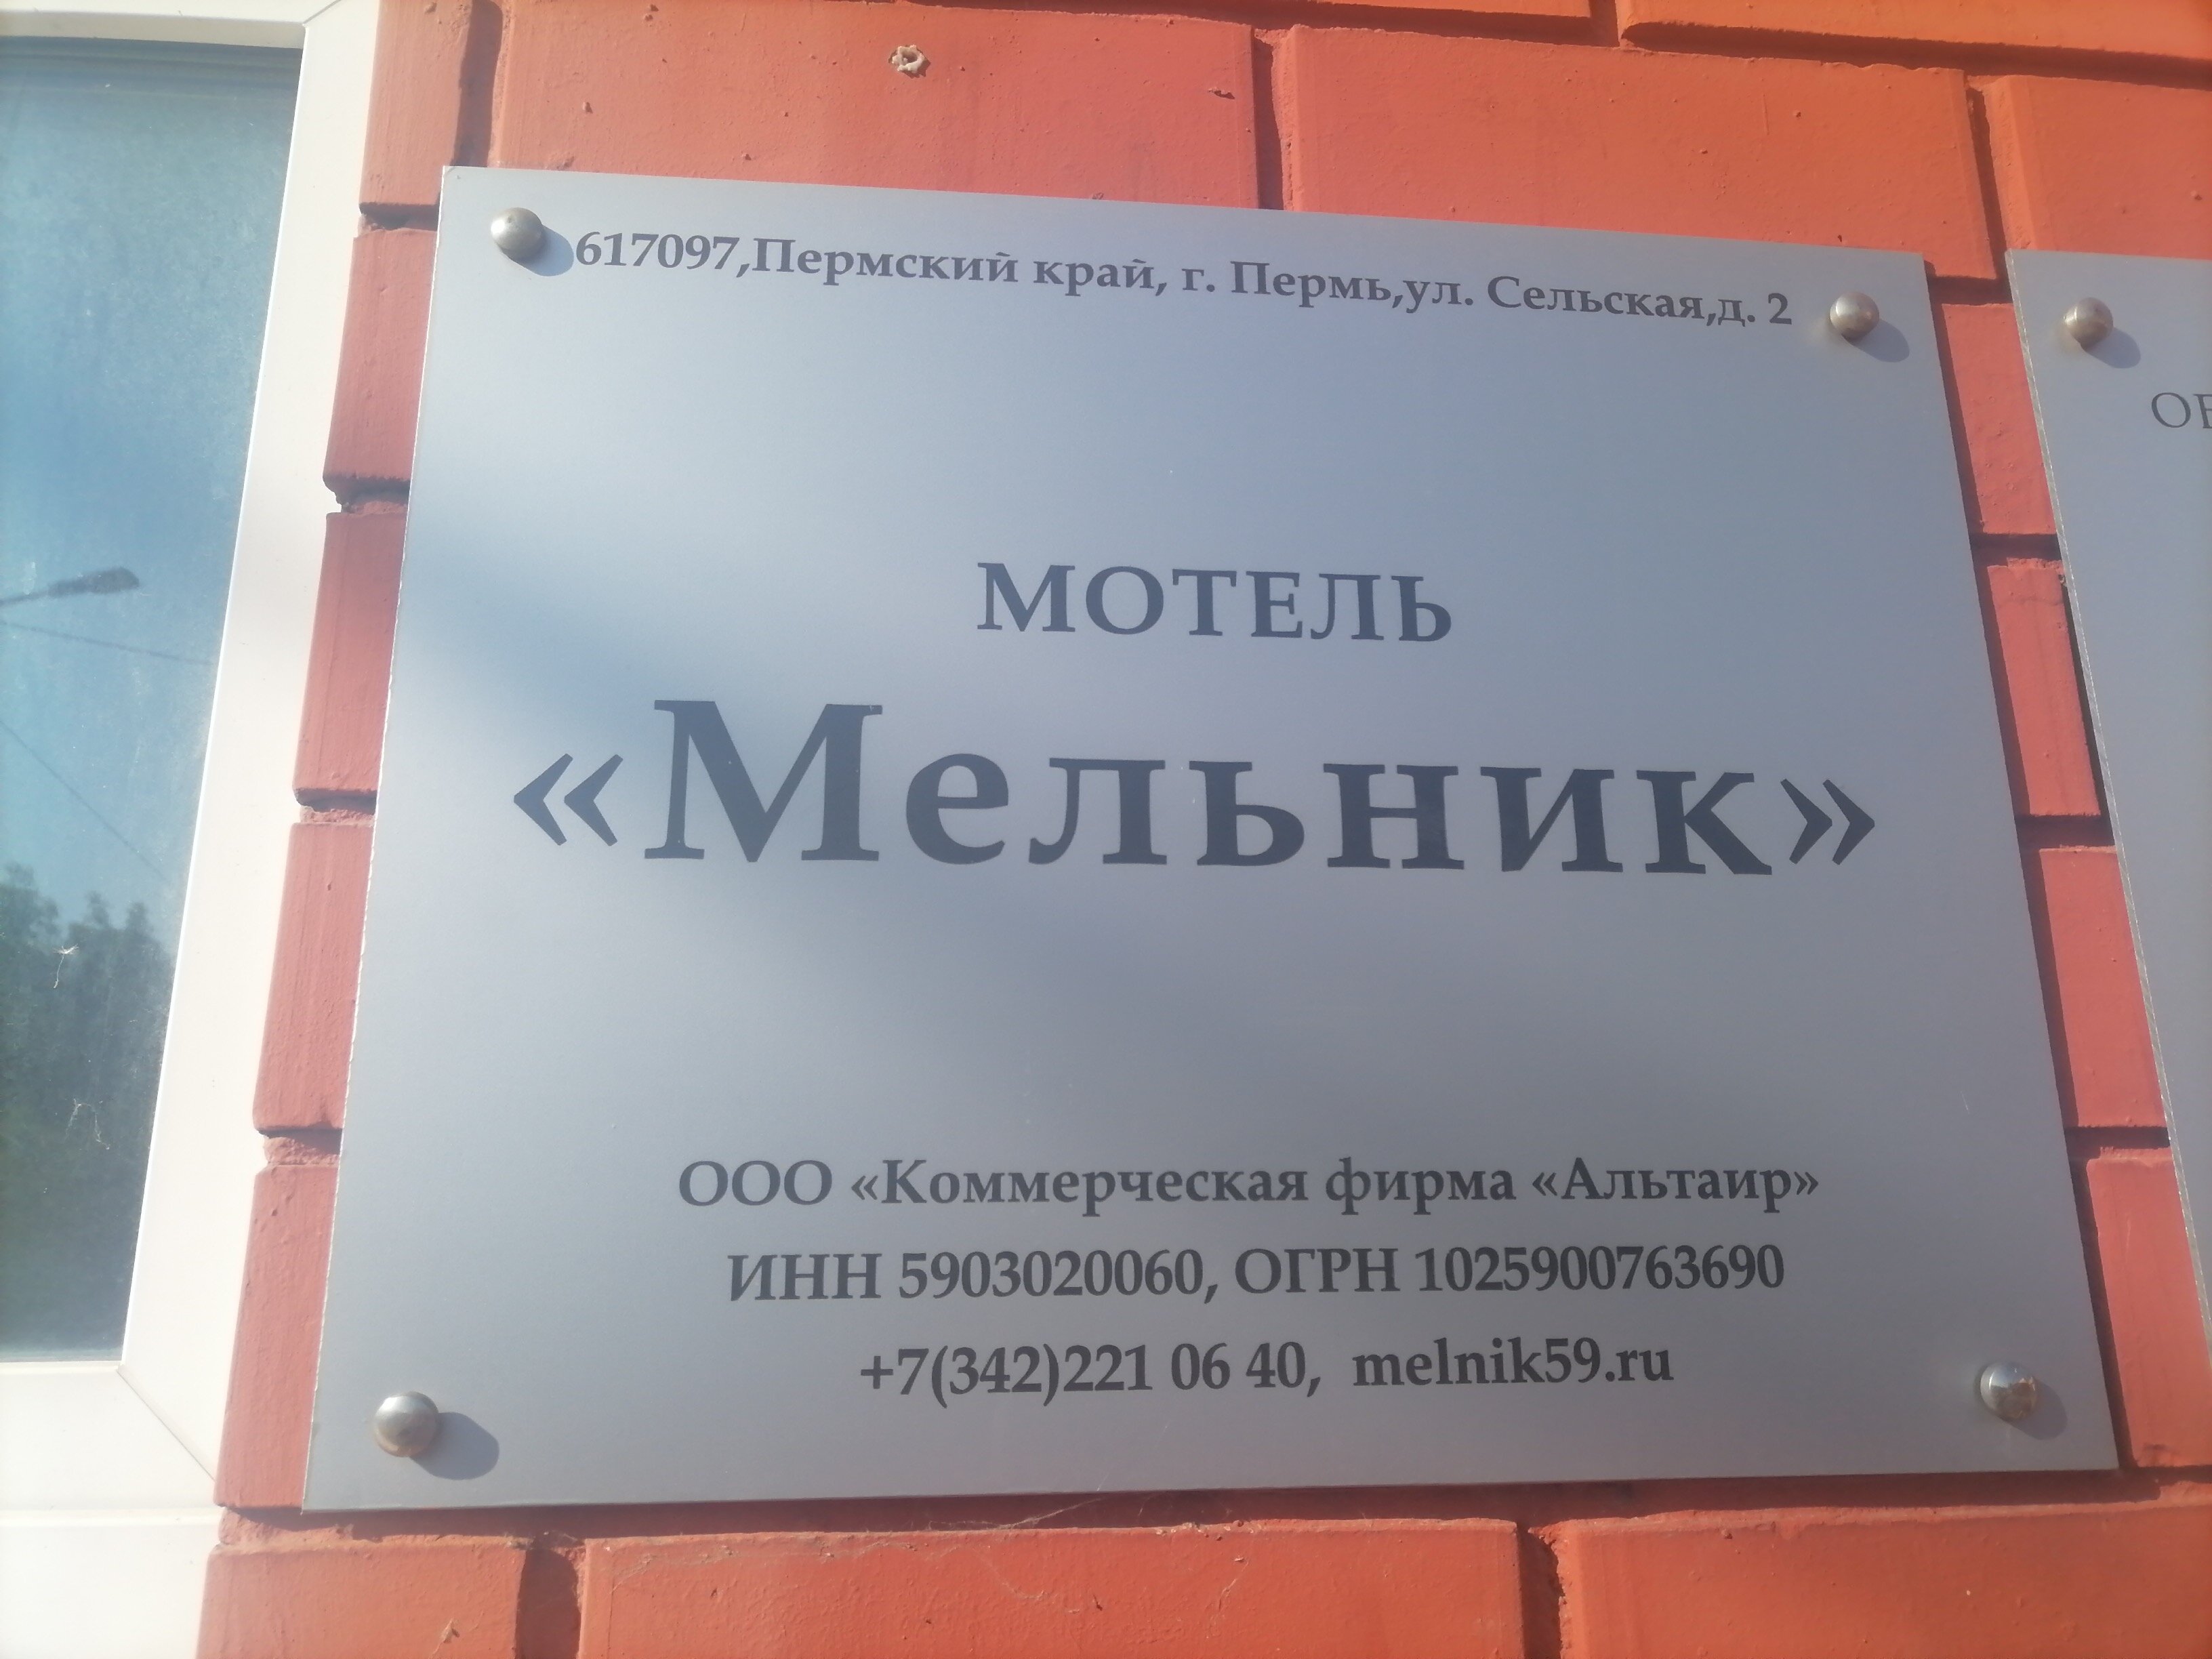 617097,Пермский край, г. Пермь,ул. Сельская,д. 2
МОТЕЛЬ
«Мельник»
ООО «Коммерческая фирма «Альтаир»
ИНН 5903020060, ОГРН 1025900763690
+7(342)221 06 40, melnik59.ru